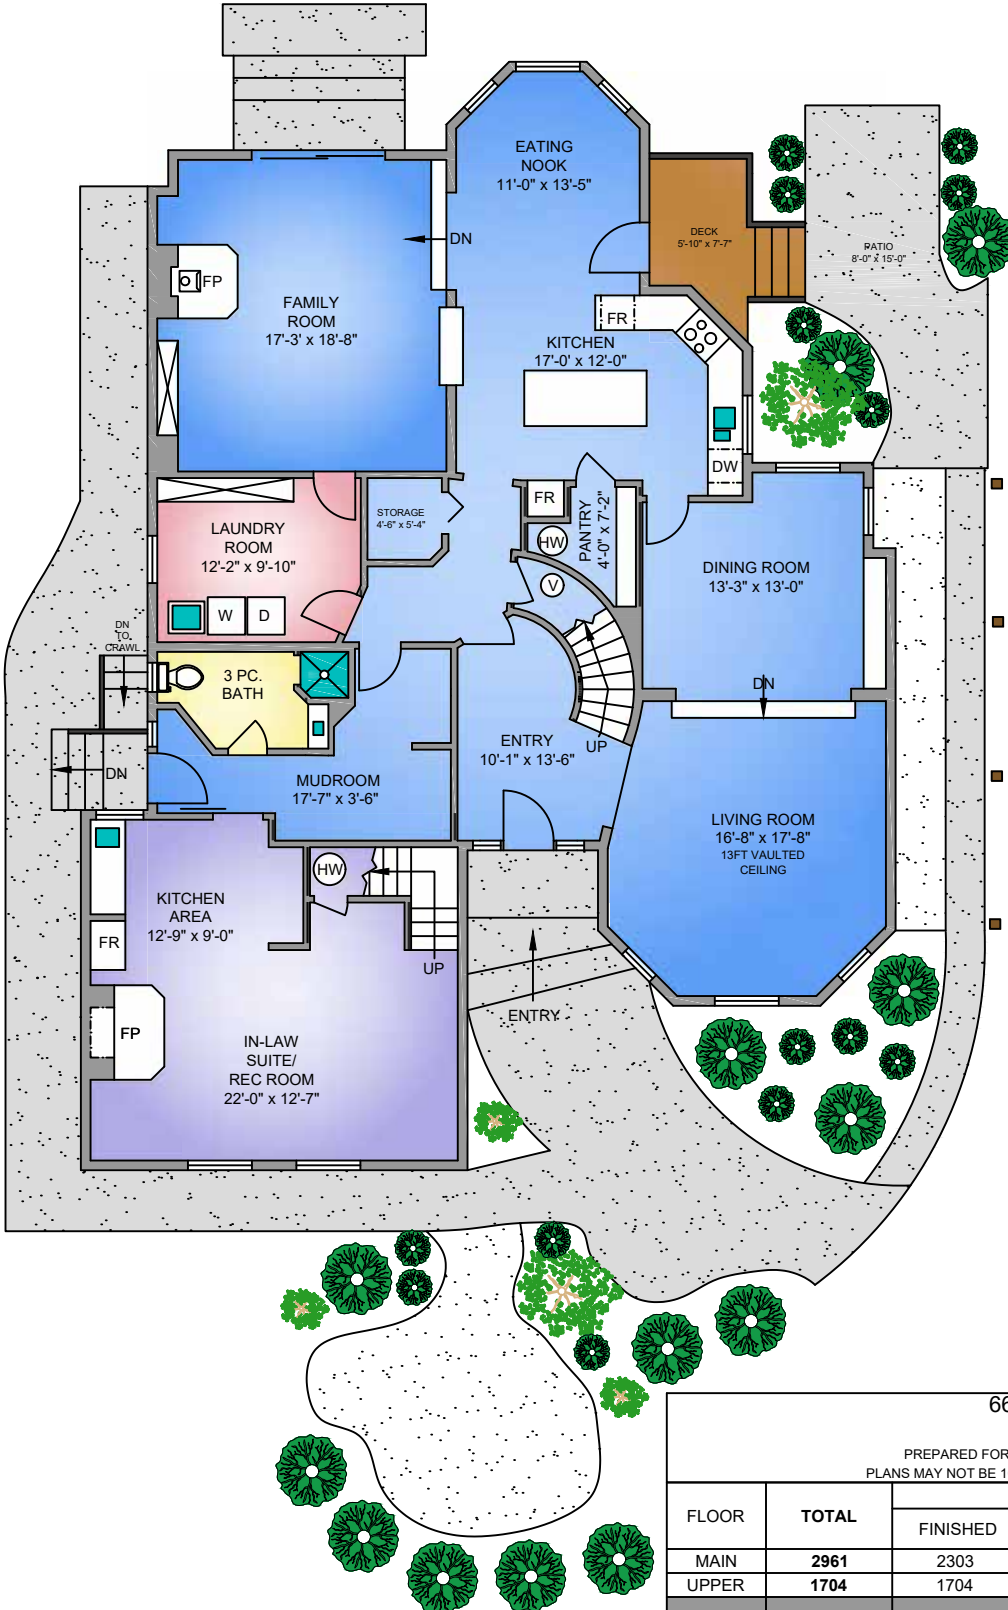 EATING
NOOK
11'-0" x 13'-5"
DECK
5'-10" x 7'-7"
PATIO
8'-0" x 15'-0"
DN
FP
FAMILY
ROOM
17'-3' x 18'-8"
FR
KITCHEN
17'-0' x 12'-0"
DW
STORAGE
4'-6" x 5'-4"
FR
HW
PANTRY
4'-0" x 7'-2"
LAUNDRY
ROOM
12'-2" x 9'-10"
W
D
V
DINING ROOM
13'-3" x 13'-0"
DN
TO
CRAWL
3 PC.
BATH
DN
UP
ENTRY
10'-1" x 13'-6"
DN
MUDROOM
17'-7" x 3'-6"
LIVING ROOM
16'-8" x 17'-8"
13FT VAULTED
CEILING
HW
KITCHEN
AREA
12'-9" x 9'-0"
FR
UP
ENTRY
FP
IN-LAW
SUITE/
REC ROOM
22'-0" x 12'-7"
66
PREPARED FOR
PLANS MAY NOT BE 1
FLOOR TOTAL FINISHED
MAIN 2961 2303
UPPER 1704 1704